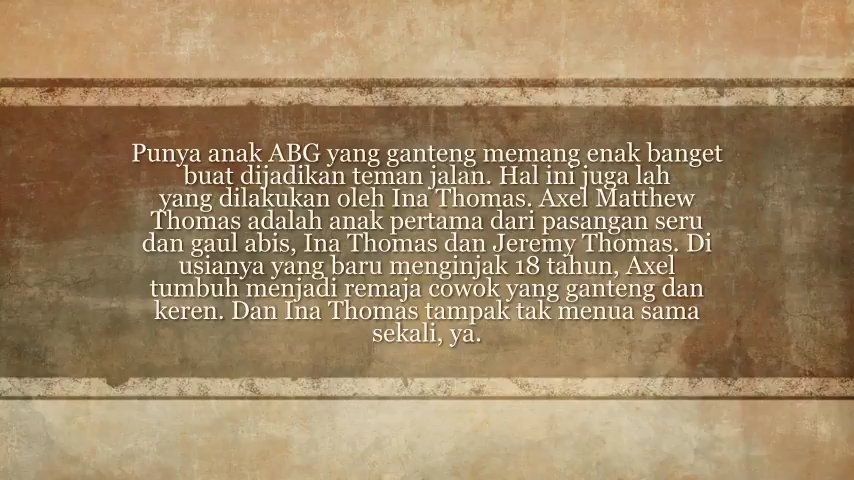 Punya anak ABG yang ganteng memang enak banget
buat dijadikan teman jalan. Hal ini juga lah
yang dilakukan oleh Ina Thomas. Axel Matthew
Thomas adalah anak pertama dari pasangan seru
dan gaul abis, Ina Thomas dan Jeremy Thomas. Di
usianya yang baru menginjak 18 tahun, Axel
tumbuh menjadi remaja cowok yang ganteng dan
keren. Dan Ina Thomas tampak tak menua sama
sekali, ya.